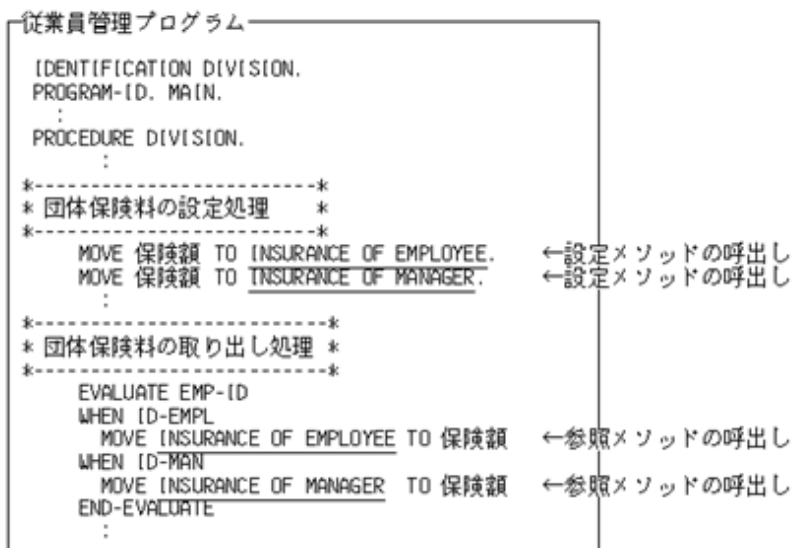 従業員管理プログラム
IDENTIFICATION DIVISION.
PROGRAM-ID. MAIN.
:
PROCEDURE DIVISION.
:
*-------------------------*
* 団体保険料の設定処理 *
*-------------------------*
MOVE 保険額 TO INSURANCE OF EMPLOYEE. ←設定メソッドの呼出し
MOVE 保険額 TO INSURANCE OF MANAGER. ←設定メソッドの呼出し
:
*--------------------------*
* 団体保険料の取り出し処理 *
*--------------------------*
EVALUATE EMP-ID
WHEN ID-EMPL
MOVE INSURANCE OF EMPLOYEE TO 保険額 ←参照メソッドの呼出し
WHEN ID-MAN
MOVE INSURANCE OF MANAGER TO 保険額 ←参照メソッドの呼出し
END-EVALUATE
: